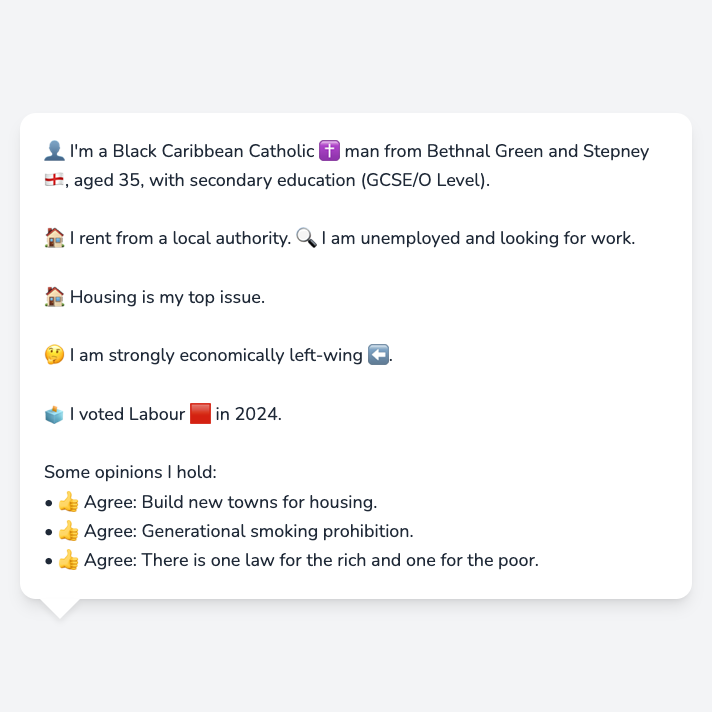 👤 I'm a Black Caribbean Catholic ✝️ man from Bethnal Green and Stepney
🏴󠁧󠁢󠁥󠁮󠁧󠁿, aged 35, with secondary education (GCSE/O Level).
🏠 I rent from a local authority. 🔍 I am unemployed and looking for work.
🏠 Housing is my top issue.
🤔 I am strongly economically left-wing ⬅️.
🗳️ I voted Labour 🟥 in 2024.
Some opinions I hold:
• 👍 Agree: Build new towns for housing.
• 👍 Agree: Generational smoking prohibition.
• 👍 Agree: There is one law for the rich and one for the poor.